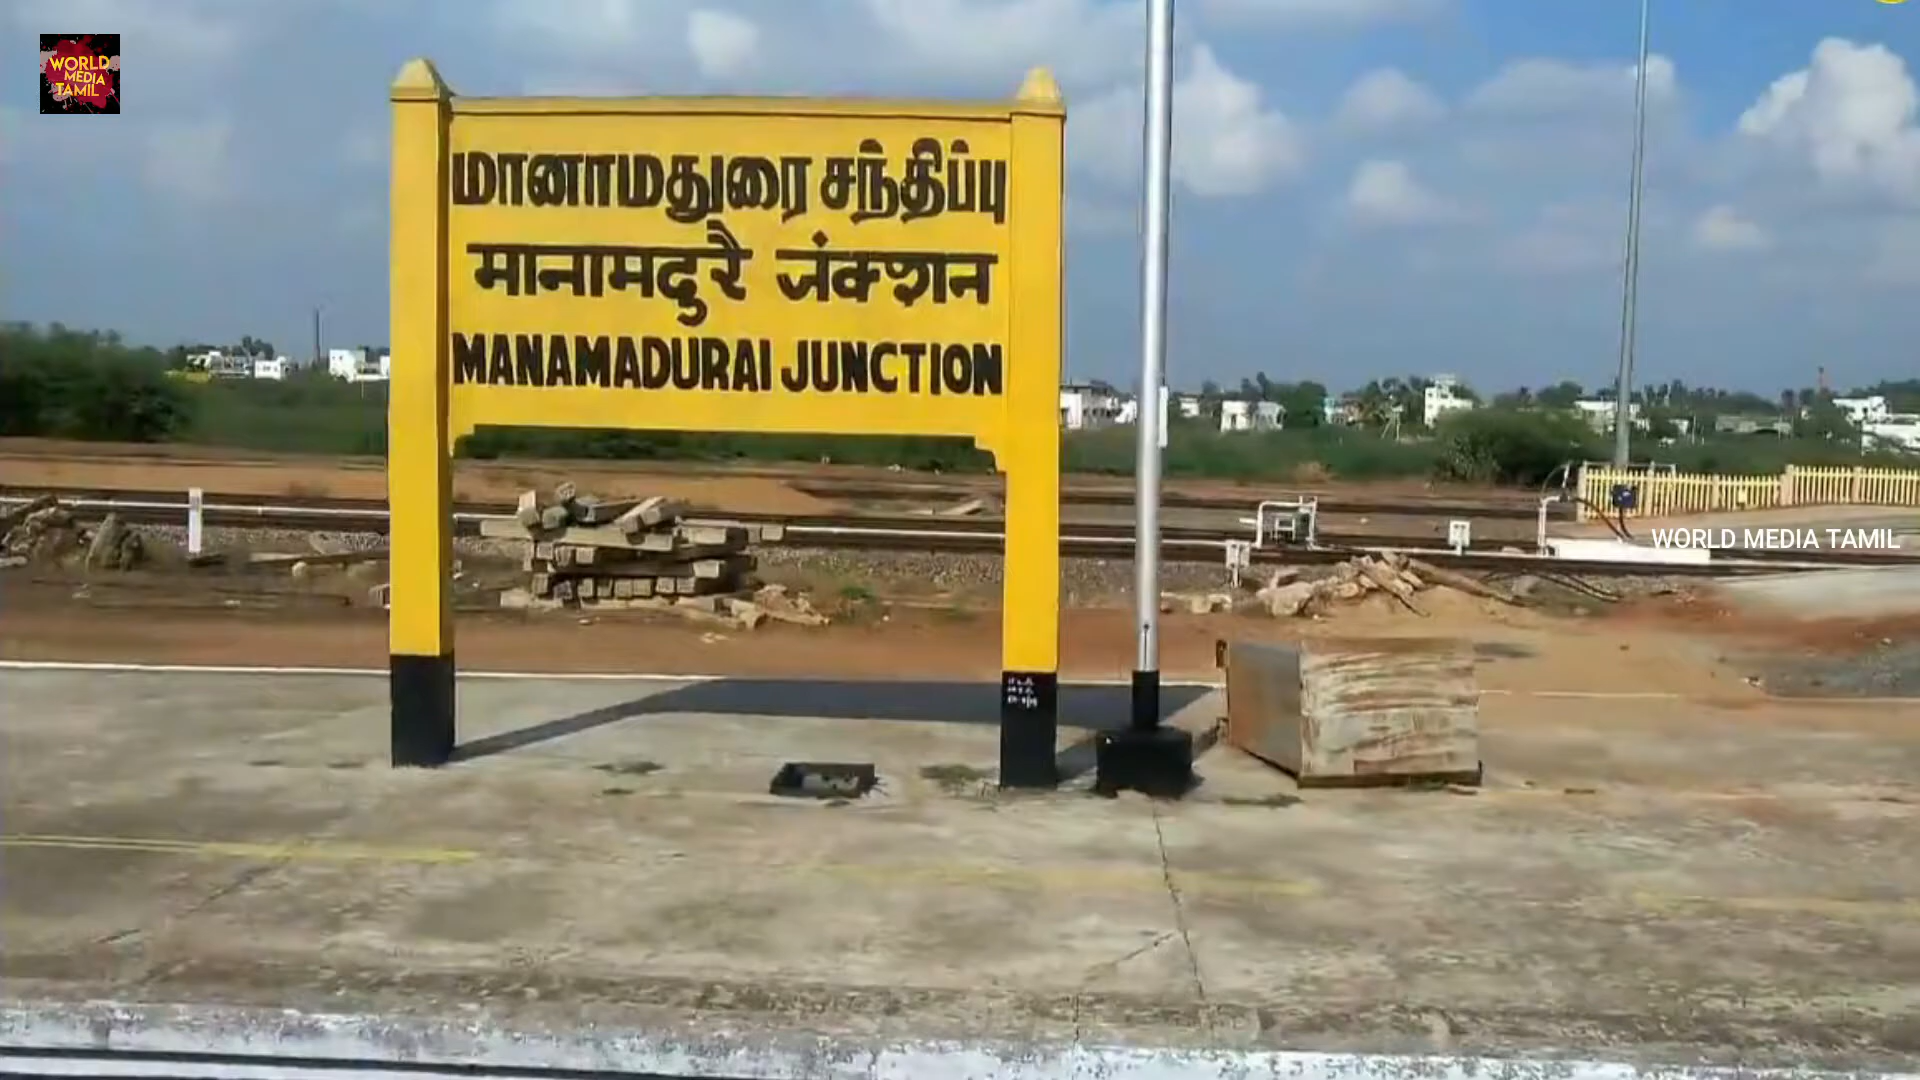 WORLD
MEDIA
TAMIL
மானாமதுரை சந்திப்பு
मानामदुरै जंक्शन
MANAMADURAI JUNCTION
WORLD MEDIA TAMIL